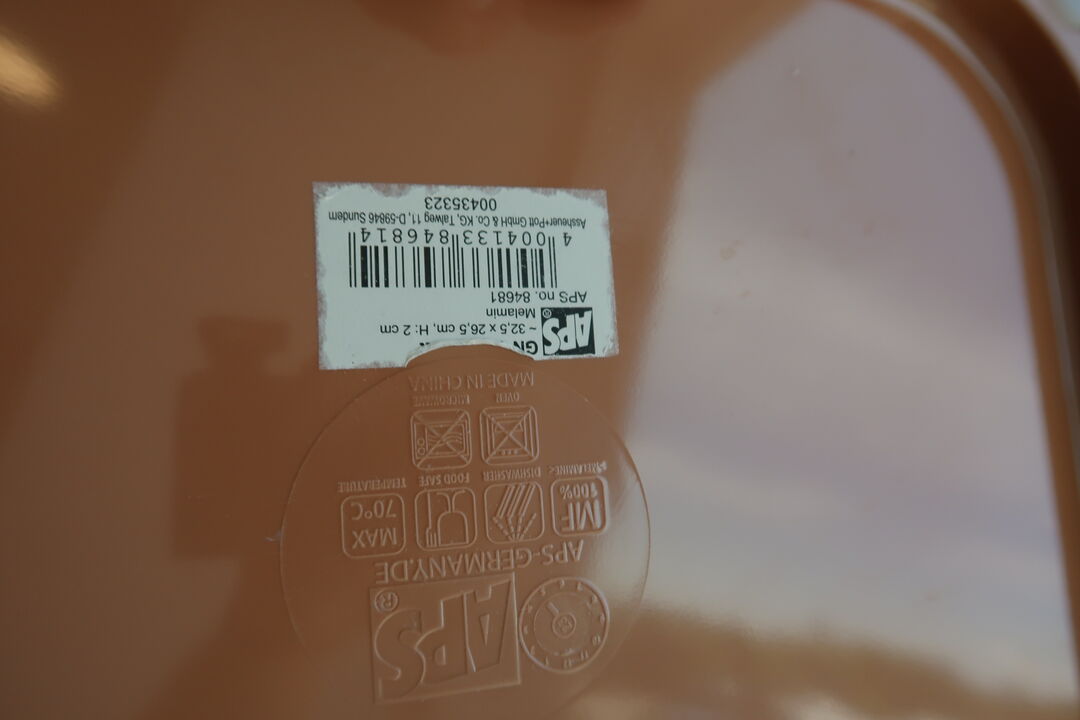 APS-GERMANY.DE
APS®
MF
100%
>MELAMINE<
DISHWASHER
FOOD SAFE
MAX
70°C
TEMPERATURE
OVEN
MICROWAVE
MADE IN CHINA
GN
APS®
~ 32,5 x 26,5 cm, H: 2 cm
Melamin
APS no. 84681
4 004133 846814
Assheuer+Pott GmbH & Co. KG, Talweg 11, D-59846 Sundern
00435323